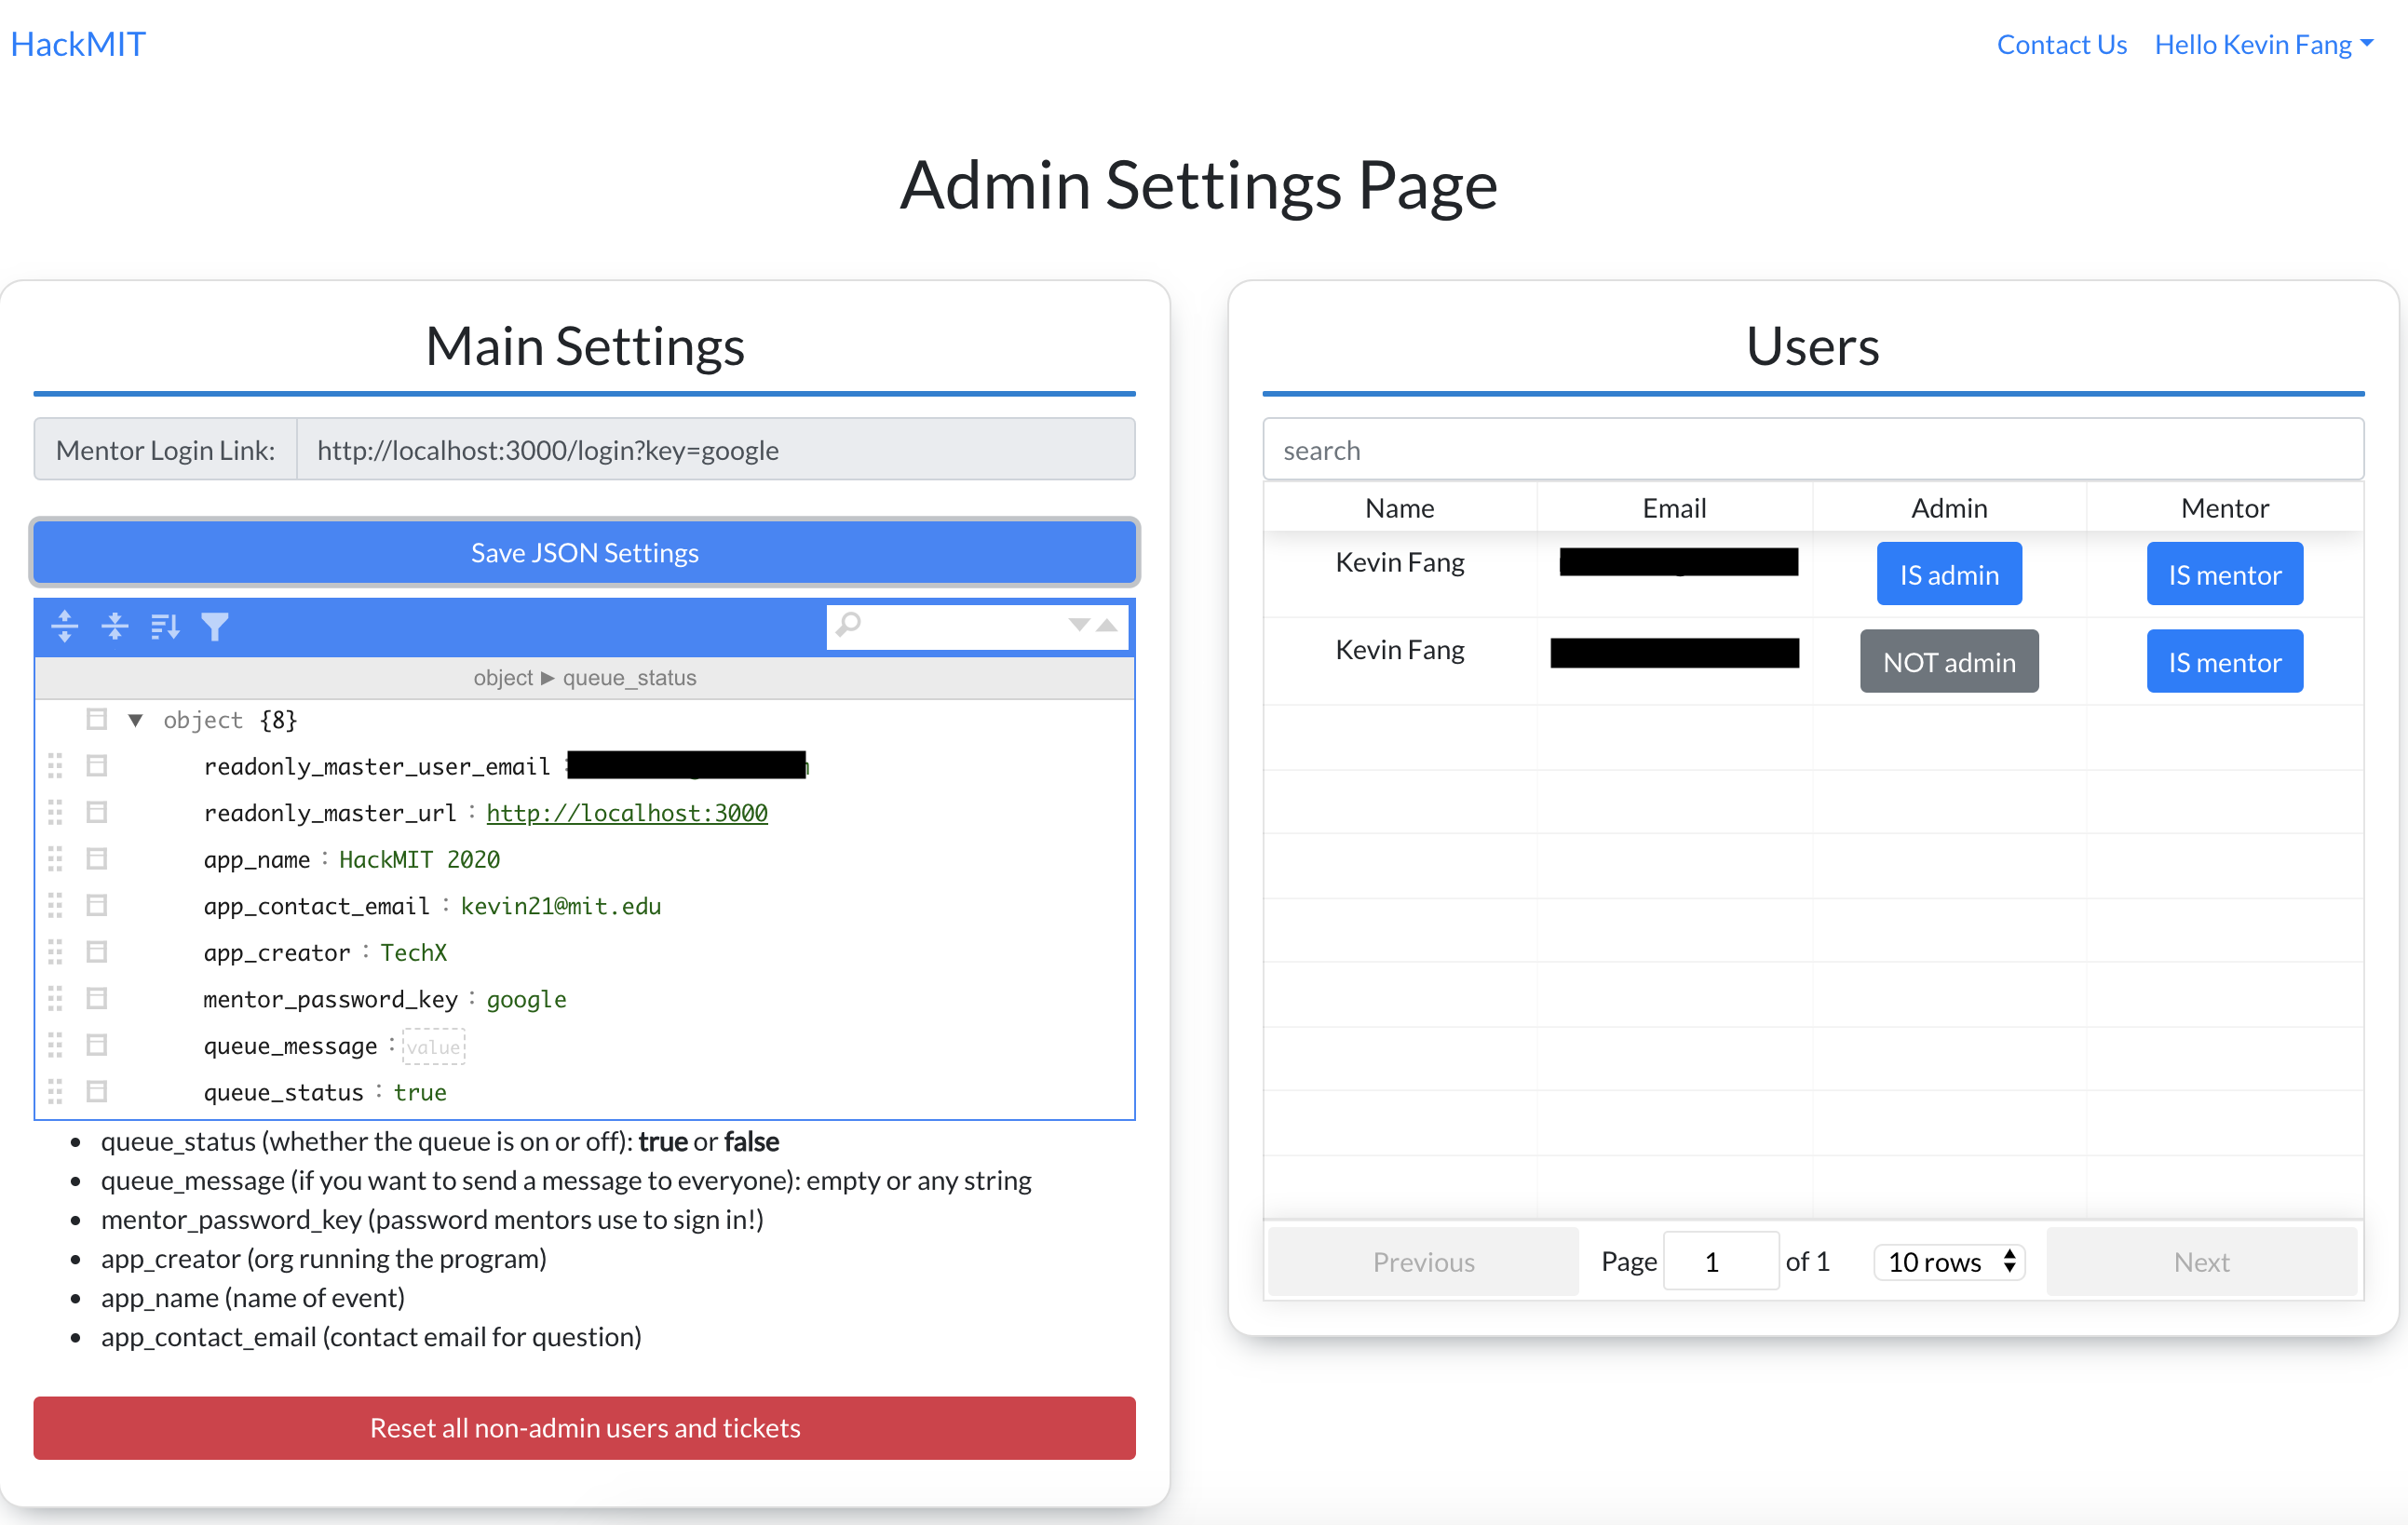 HackMIT
Contact Us Hello Kevin Fang
Admin Settings Page
Main Settings
Mentor Login Link: http://localhost:3000/login?key=google
Save JSON Settings
object ► queue_status
▼ object {8}
readonly_master_user_email :
readonly_master_url : http://localhost:3000
app_name : HackMIT 2020
app_contact_email : kevin21@mit.edu
app_creator : TechX
mentor_password_key : google
queue_message : value
queue_status : true
• queue_status (whether the queue is on or off): true or false
• queue_message (if you want to send a message to everyone): empty or any string
• mentor_password_key (password mentors use to sign in!)
• app_creator (org running the program)
• app_name (name of event)
• app_contact_email (contact email for question)
Reset all non-admin users and tickets
Users
search
Name Email Admin Mentor
Kevin Fang IS admin IS mentor
Kevin Fang NOT admin IS mentor
Previous Page 1 of 1 10 rows Next